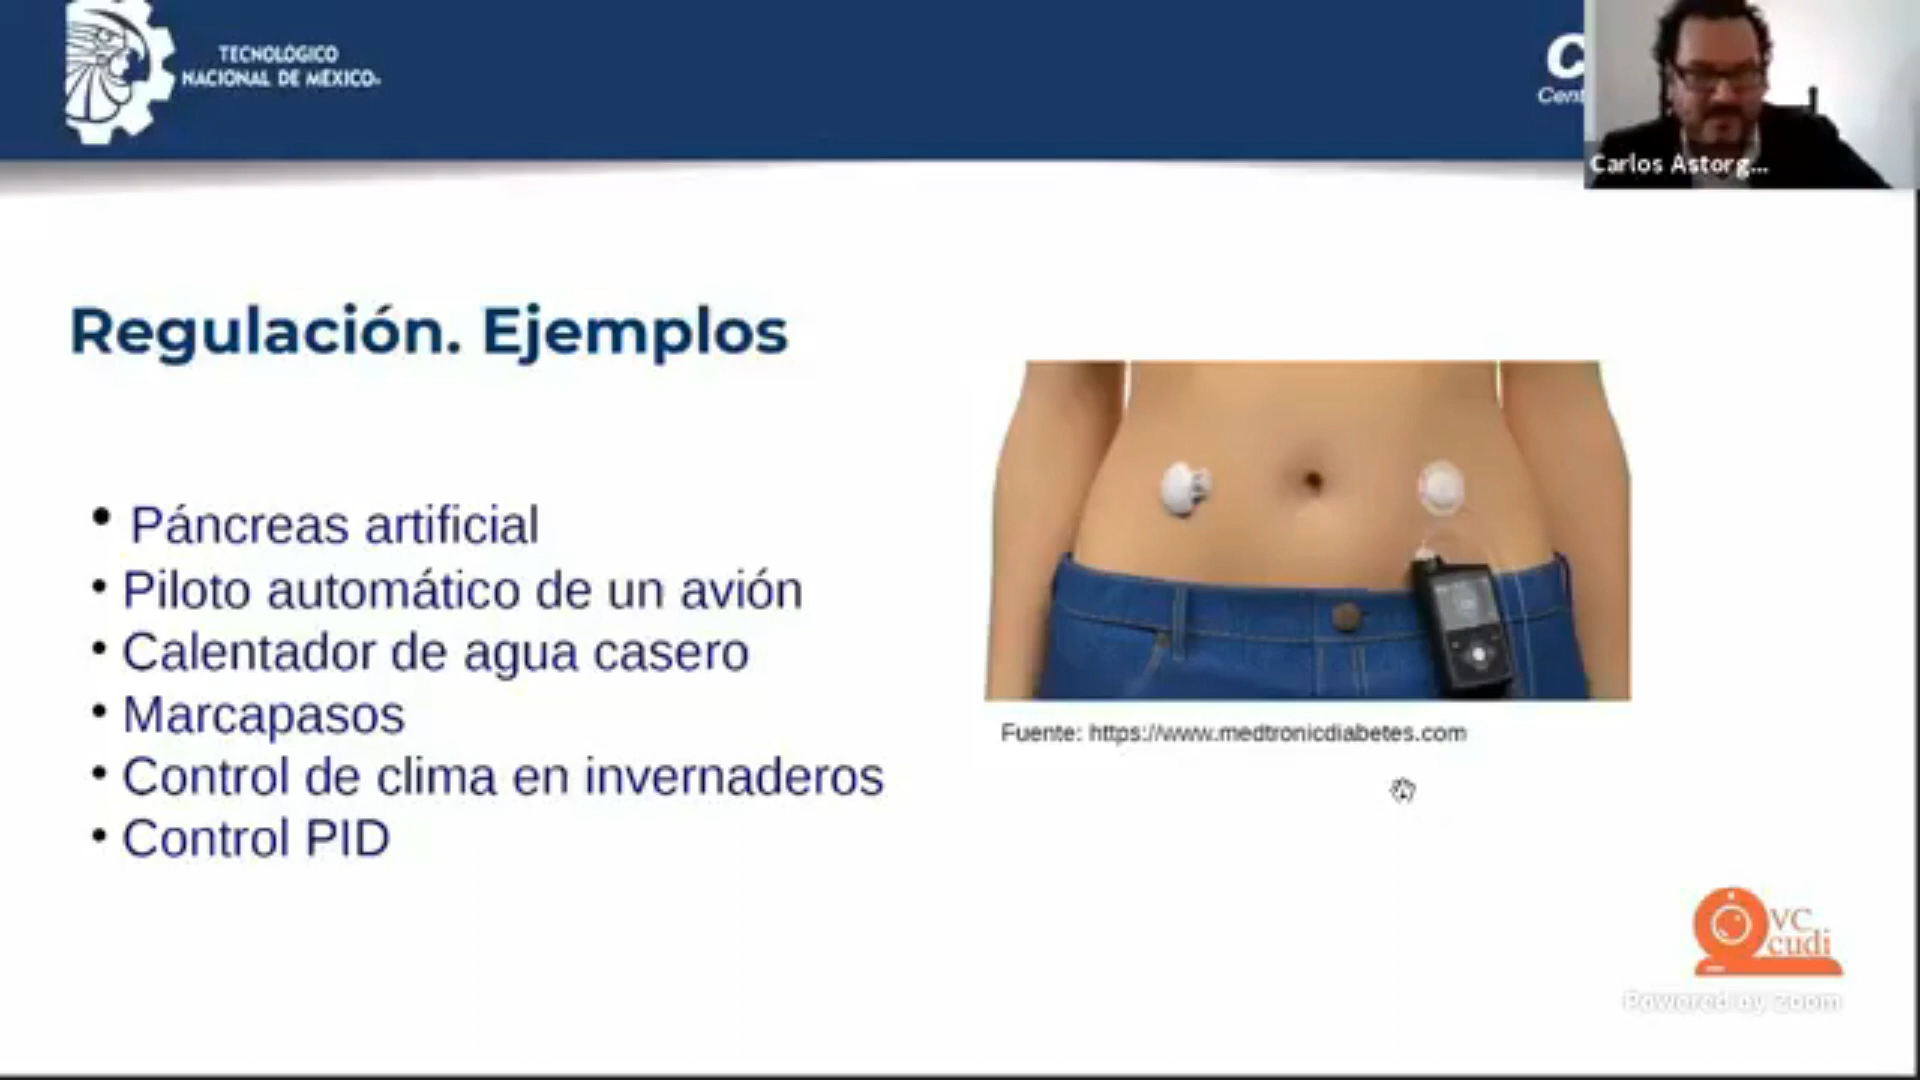 TECNOLÓGICO
NACIONAL DE MÉXICO
Carlos Astorg...
Regulación. Ejemplos
• Páncreas artificial
• Piloto automático de un avión
• Calentador de agua casero
• Marcapasos
• Control de clima en invernaderos
• Control PID
Fuente: https://www.medtronicdiabetes.com
VC
cudi
Powered by zoom